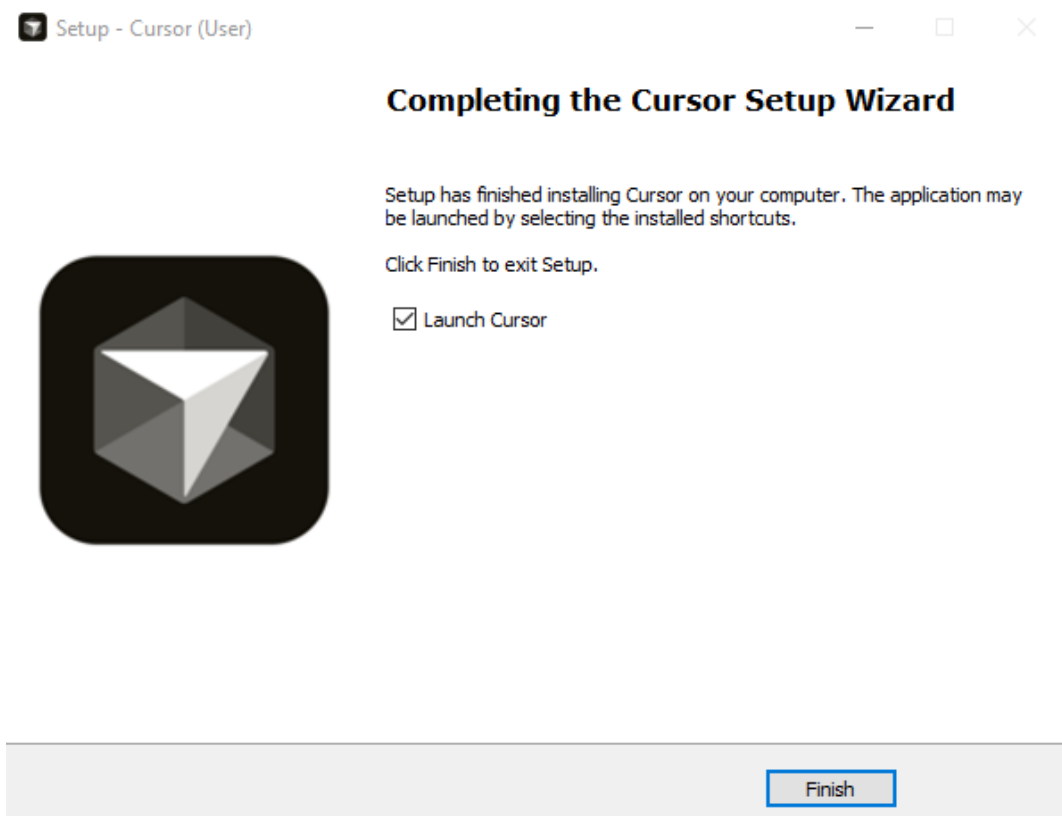 Setup - Cursor (User)
Completing the Cursor Setup Wizard
Setup has finished installing Cursor on your computer. The application may
be launched by selecting the installed shortcuts.
Click Finish to exit Setup.
Launch Cursor
Finish